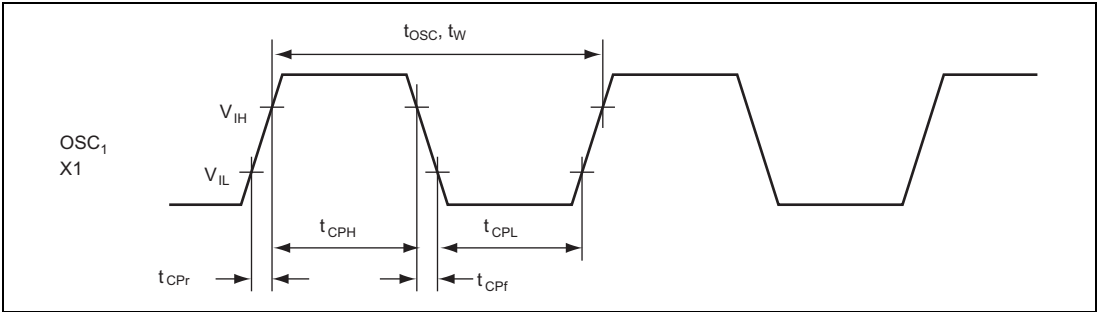 tOSC, tW
VIH
OSC1
X1
VIL
tCPH
tCPL
tCPr
tCPf